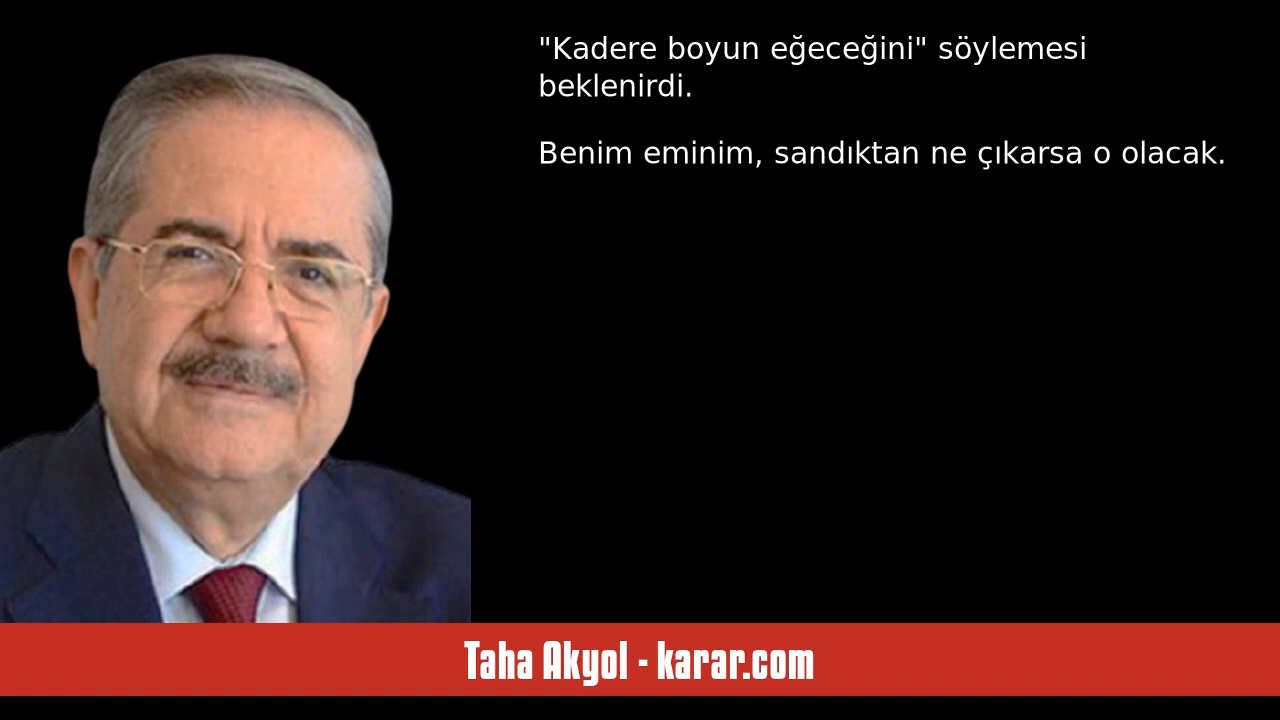 "Kadere boyun eğeceğini" söylemesi
beklenirdi.
Benim eminim, sandıktan ne çıkarsa o olacak.
Taha Akyol - karar.com